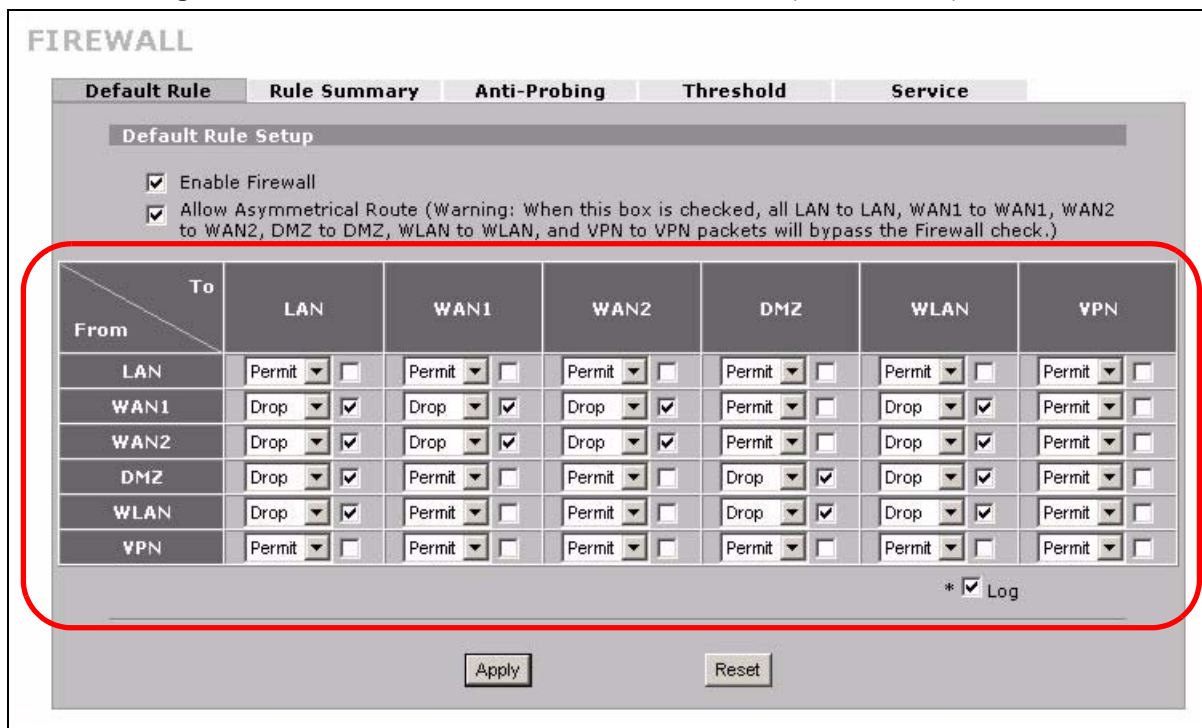 FIREWALL
Default Rule Rule Summary Anti-Probing Threshold Service
Default Rule Setup
Enable Firewall
Allow Asymmetrical Route (Warning: When this box is checked, all LAN to LAN, WAN1 to WAN1, WAN2
to WAN2, DMZ to DMZ, WLAN to WLAN, and VPN to VPN packets will bypass the Firewall check.)
To
From LAN WAN1 WAN2 DMZ WLAN VPN
LAN Permit Permit Permit Permit Permit Permit
WAN1 Drop Drop Drop Permit Drop Permit
WAN2 Drop Drop Drop Permit Drop Permit
DMZ Drop Permit Permit Drop Drop Permit
WLAN Drop Permit Permit Drop Drop Permit
VPN Permit Permit Permit Permit Permit Permit
* Log
Apply Reset